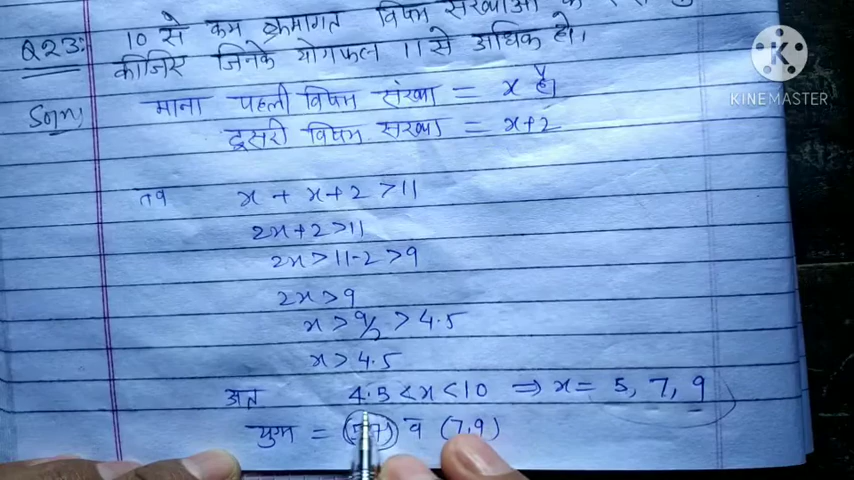 Q23: 10 से कम क्रमागत विषम संख्याओं के
कीजिए जिनके योगफल 11 से अधिक हो।
KINEMASTER
Soln, माना पहली विषम संख्या = x है।
दूसरी विषम संख्या = x+2
तब x + x+2 >11
2x+2>11
2x>11-2 >9
2x>9
x > 9/2 > 4.5
x > 4.5
अत 4.5 < x < 10 ⇒ x = 5, 7, 9
युग्म = व (7,9)